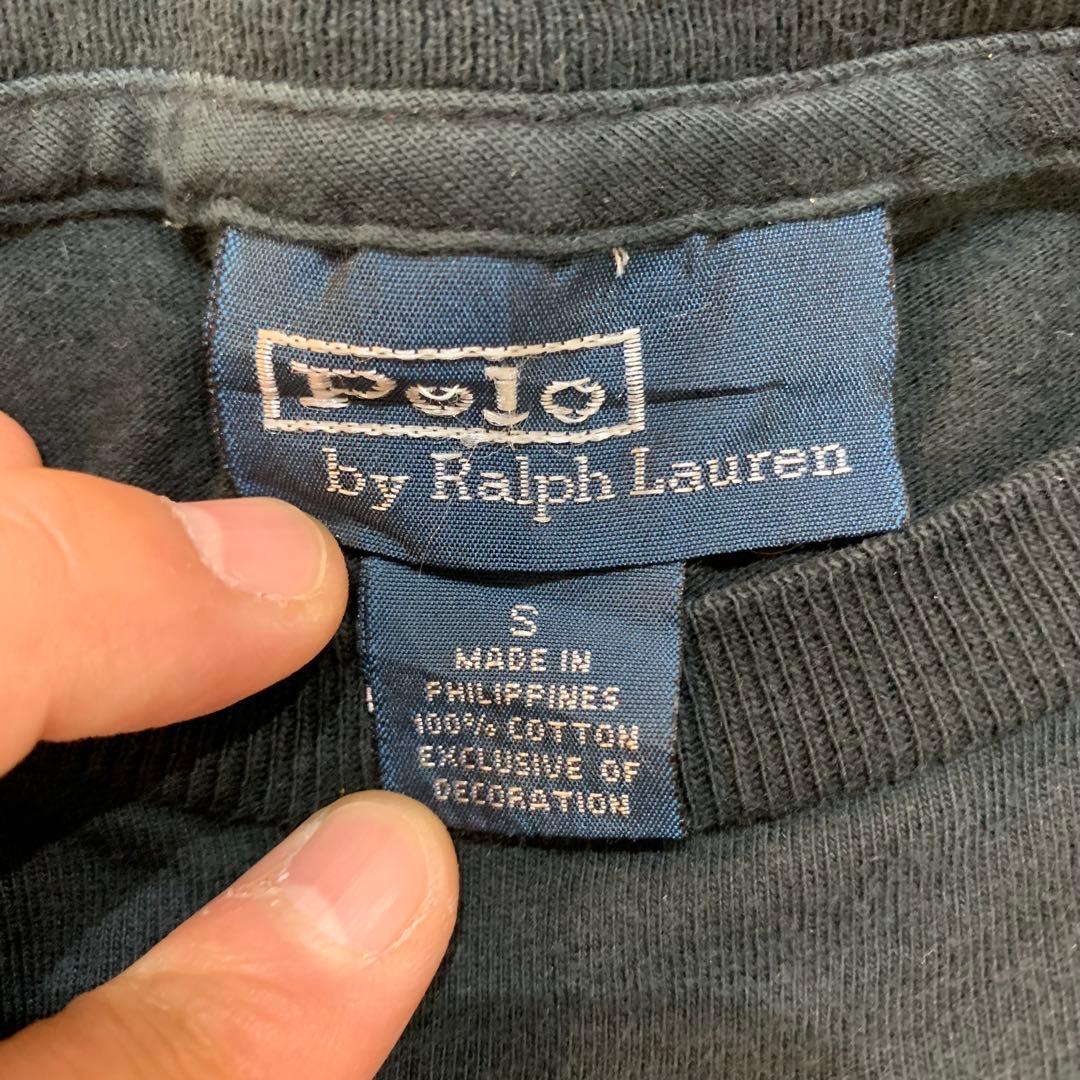 Polo
by Ralph Lauren
S
MADE IN
PHILIPPINES
100% COTTON
EXCLUSIVE OF
DECORATION